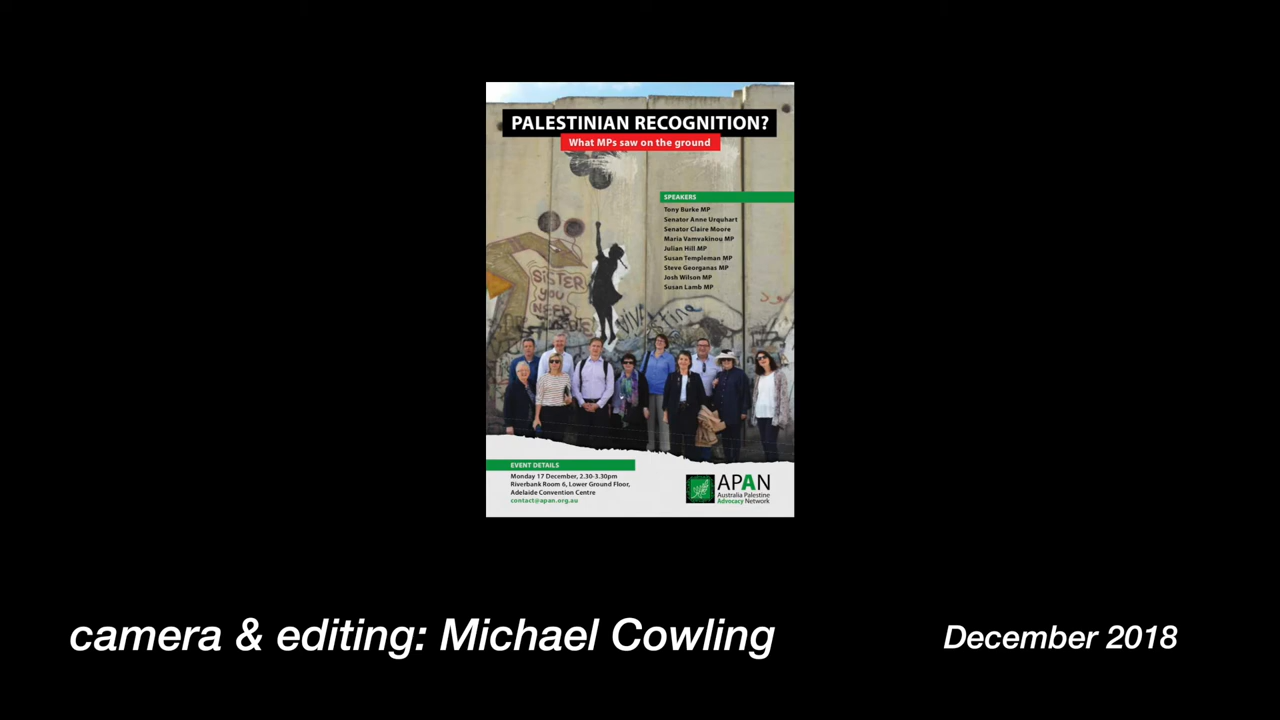 PALESTINIAN RECOGNITION?
What MPs saw on the ground
SPEAKERS
Tony Burke MP
Senator Anne Urquhart
Senator Claire Moore
Maria Vamvakinou MP
Julian Hill MP
Susan Templeman MP
Steve Georganas MP
Josh Wilson MP
Susan Lamb MP
SISTER
YOU
NEED
VIVA
EVENT DETAILS
Monday 17 December, 2.30-3.30pm
Riverbank Room 6, Lower Ground Floor,
Adelaide Convention Centre
contact@apan.org.au
APAN
Australia Palestine
Advocacy Network
camera & editing: Michael Cowling
December 2018